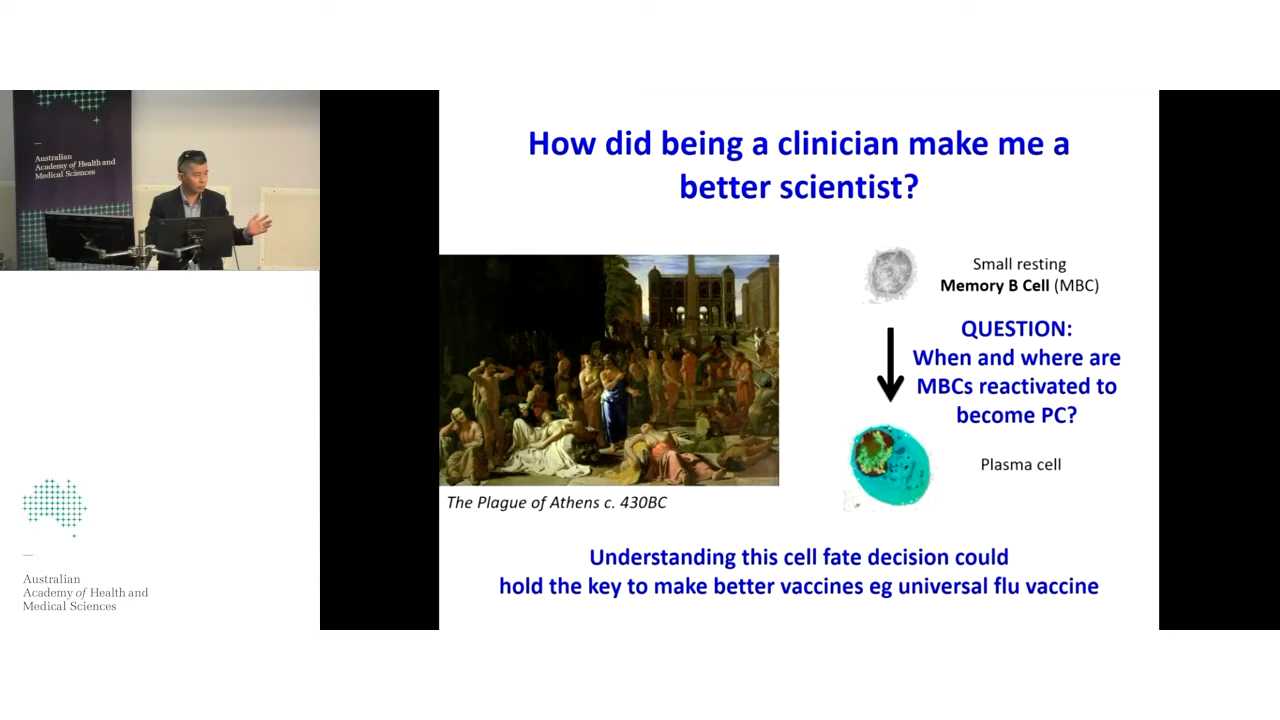 Australian
Academy of Health and
Medical Sciences
How did being a clinician make me a
better scientist?
Small resting
Memory B Cell (MBC)
QUESTION:
When and where are
MBCs reactivated to
become PC?
Plasma cell
The Plague of Athens c. 430BC
Understanding this cell fate decision could
hold the key to make better vaccines eg universal flu vaccine
Australian
Academy of Health and
Medical Sciences